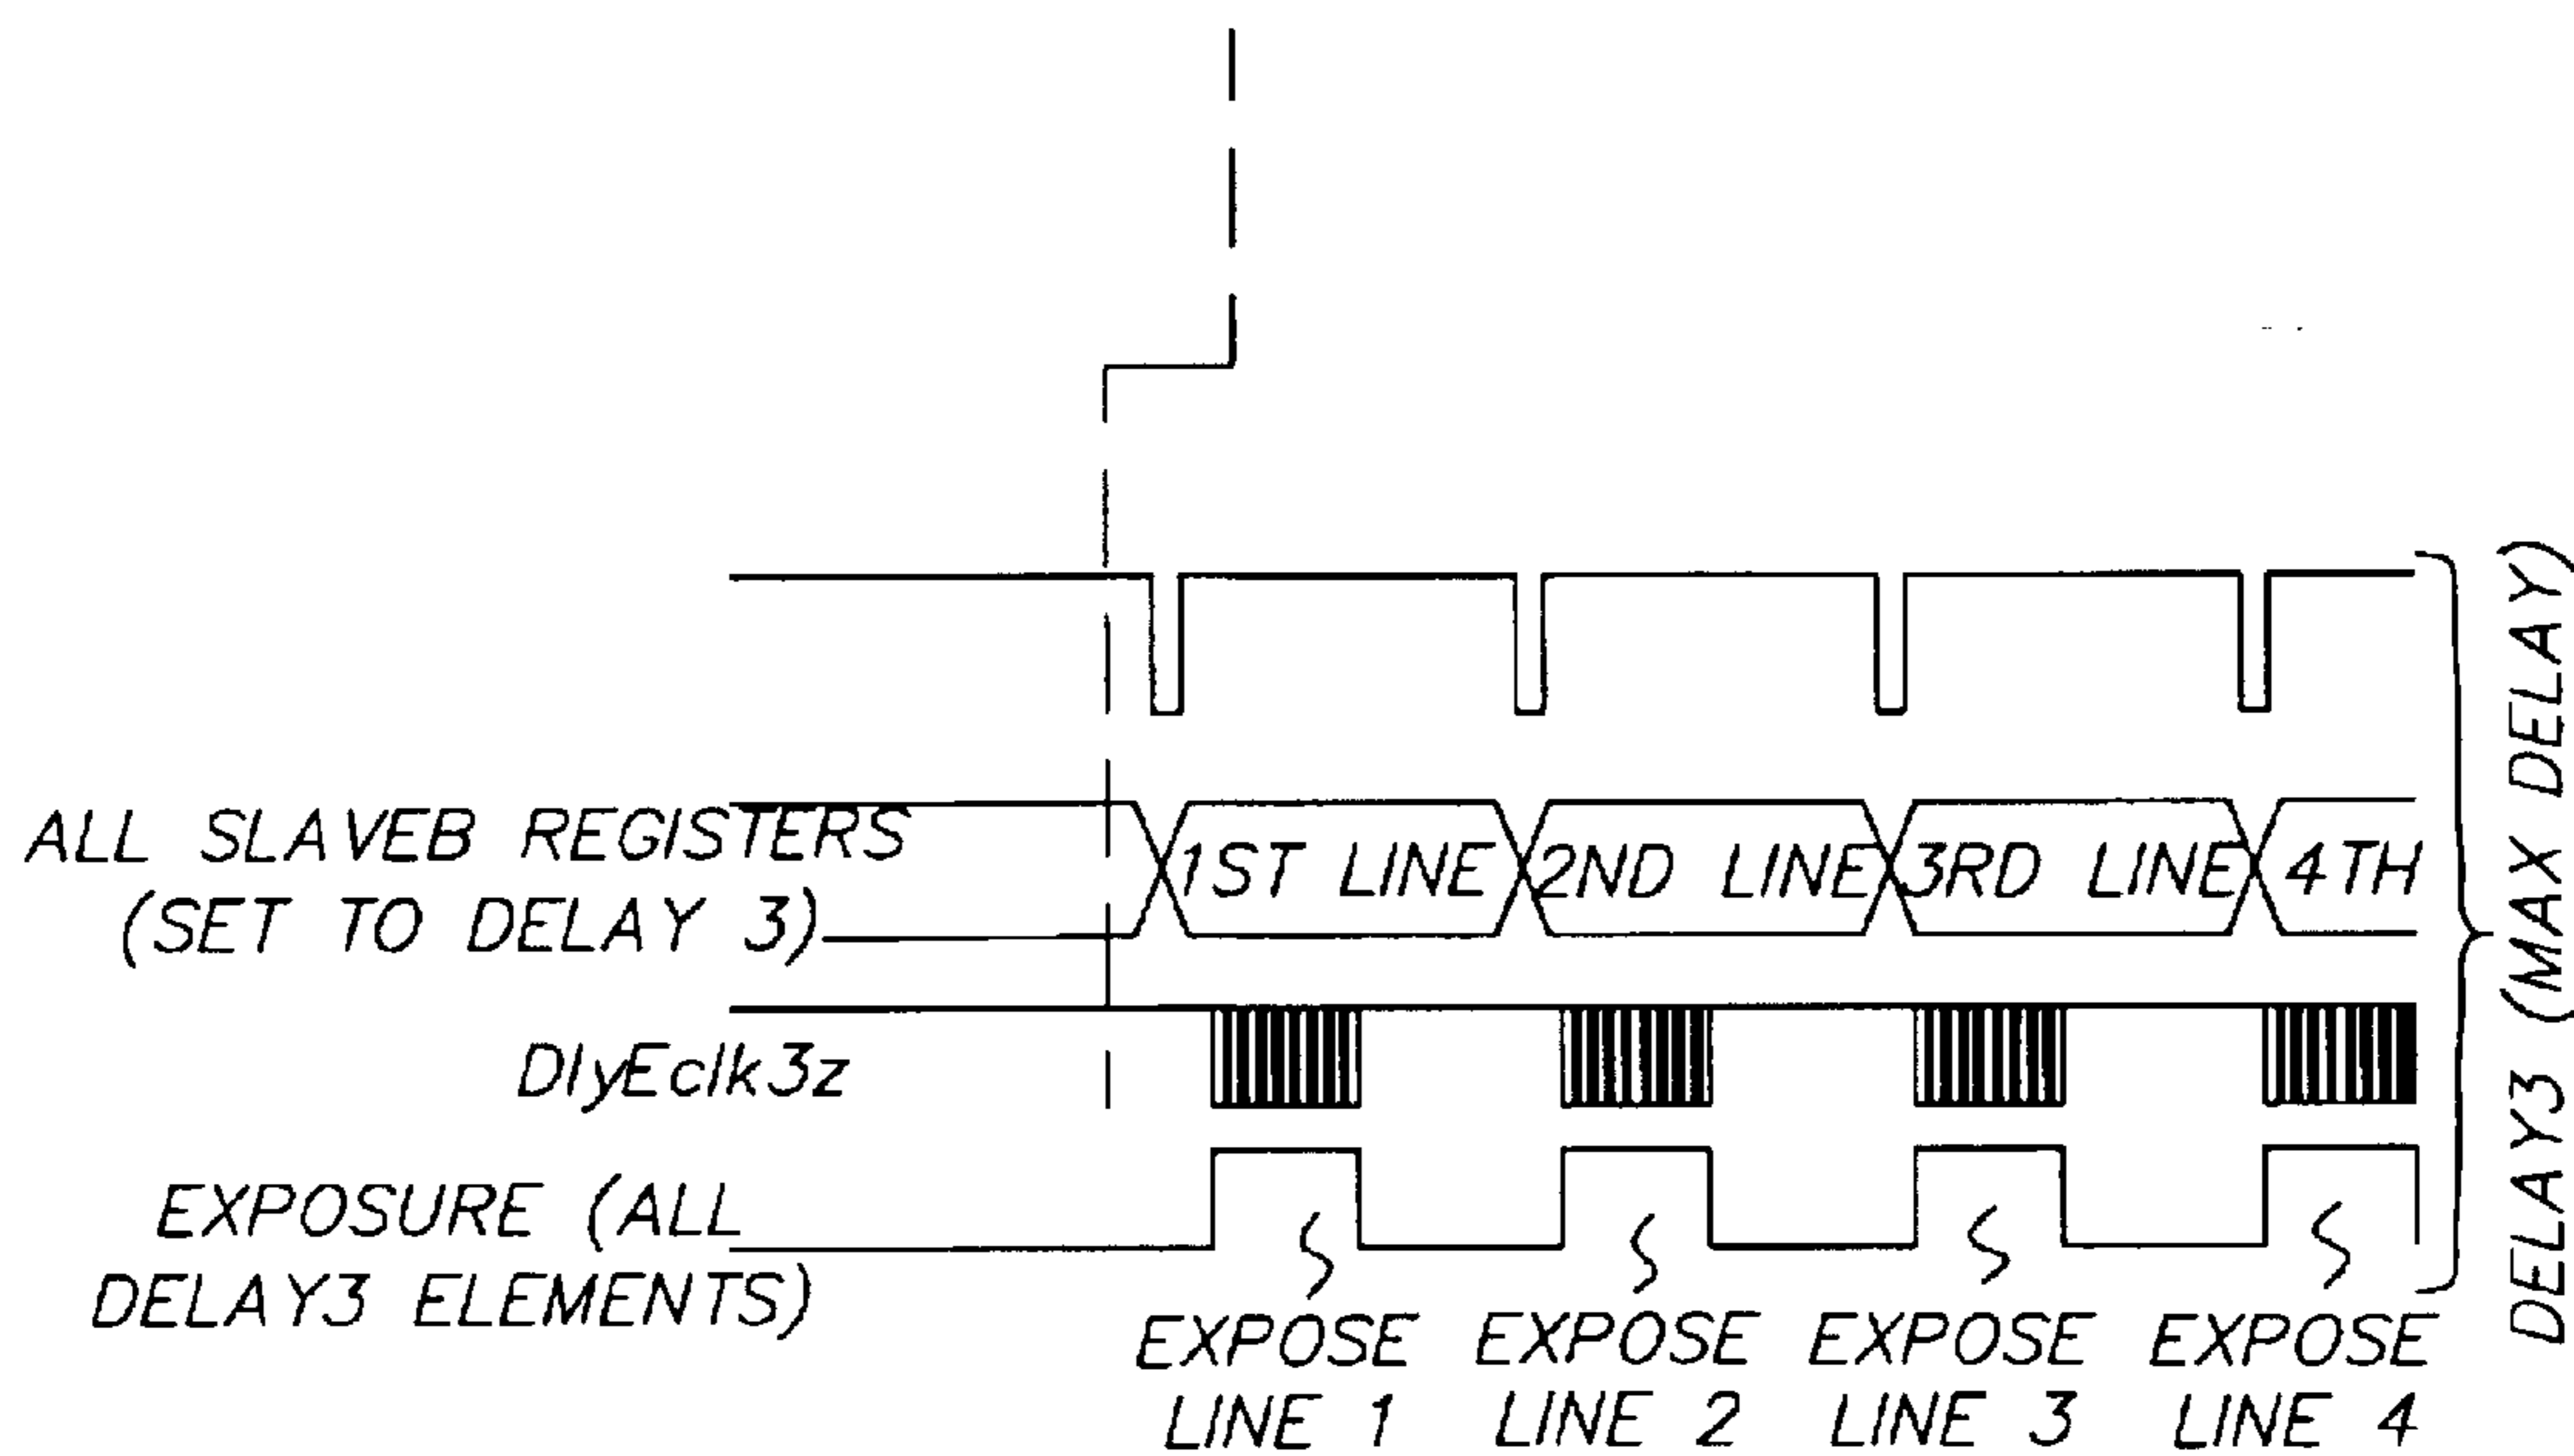 ALL SLAVEB REGISTERS
(SET TO DELAY 3)
1ST LINE
2ND LINE
3RD LINE
4TH
DlyEclk3z
EXPOSURE (ALL
DELAY3 ELEMENTS)
EXPOSE
LINE 1
EXPOSE
LINE 2
EXPOSE
LINE 3
EXPOSE
LINE 4
DELAY3 (MAX DELAY)